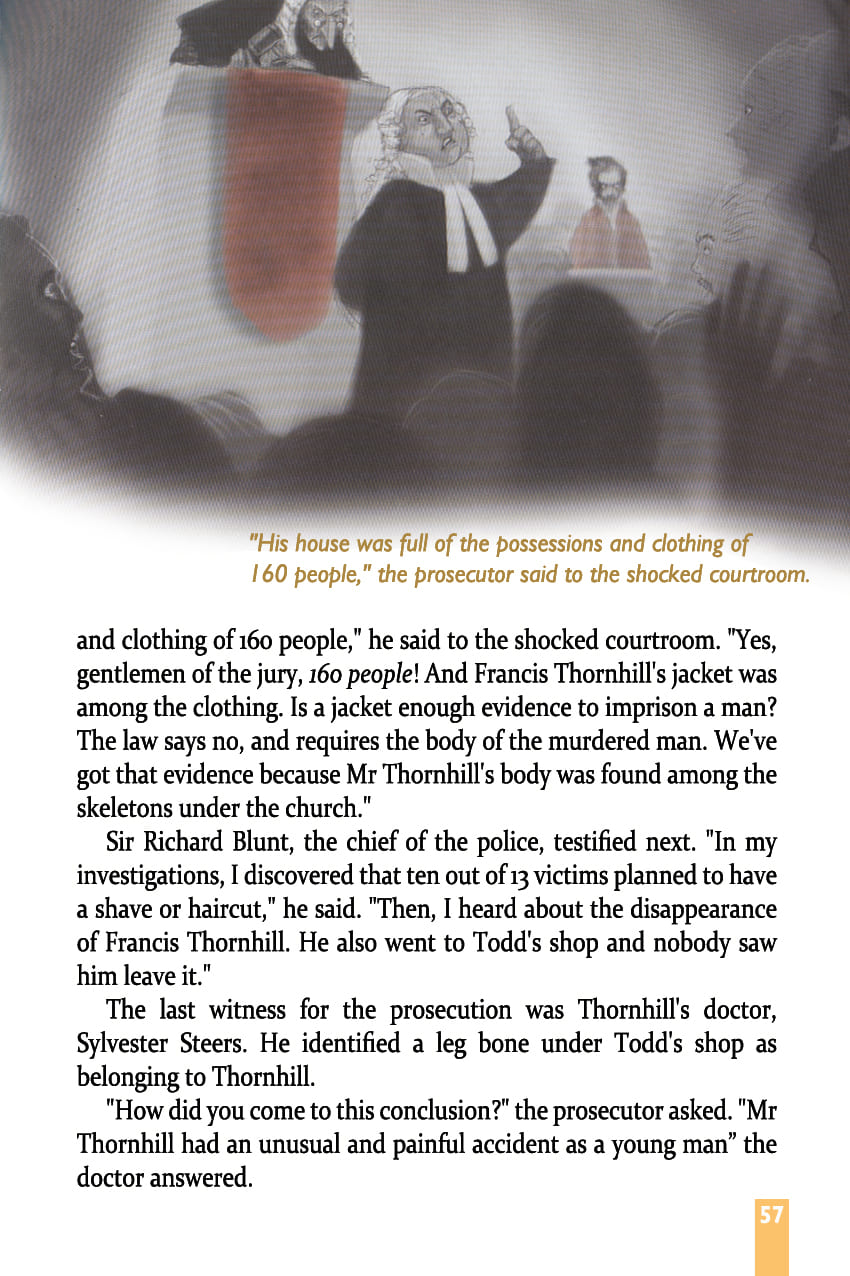 "His house was full of the possessions and clothing of
160 people," the prosecutor said to the shocked courtroom.
and clothing of 160 people," he said to the shocked courtroom. "Yes,
gentlemen of the jury, 160 people! And Francis Thornhill's jacket was
among the clothing. Is a jacket enough evidence to imprison a man?
The law says no, and requires the body of the murdered man. We've
got that evidence because Mr Thornhill's body was found among the
skeletons under the church."
Sir Richard Blunt, the chief of the police, testified next. "In my
investigations, I discovered that ten out of 13 victims planned to have
a shave or haircut," he said. "Then, I heard about the disappearance
of Francis Thornhill. He also went to Todd's shop and nobody saw
him leave it."
The last witness for the prosecution was Thornhill's doctor,
Sylvester Steers. He identified a leg bone under Todd's shop as
belonging to Thornhill.
"How did you come to this conclusion?" the prosecutor asked. "Mr
Thornhill had an unusual and painful accident as a young man” the
doctor answered.
57